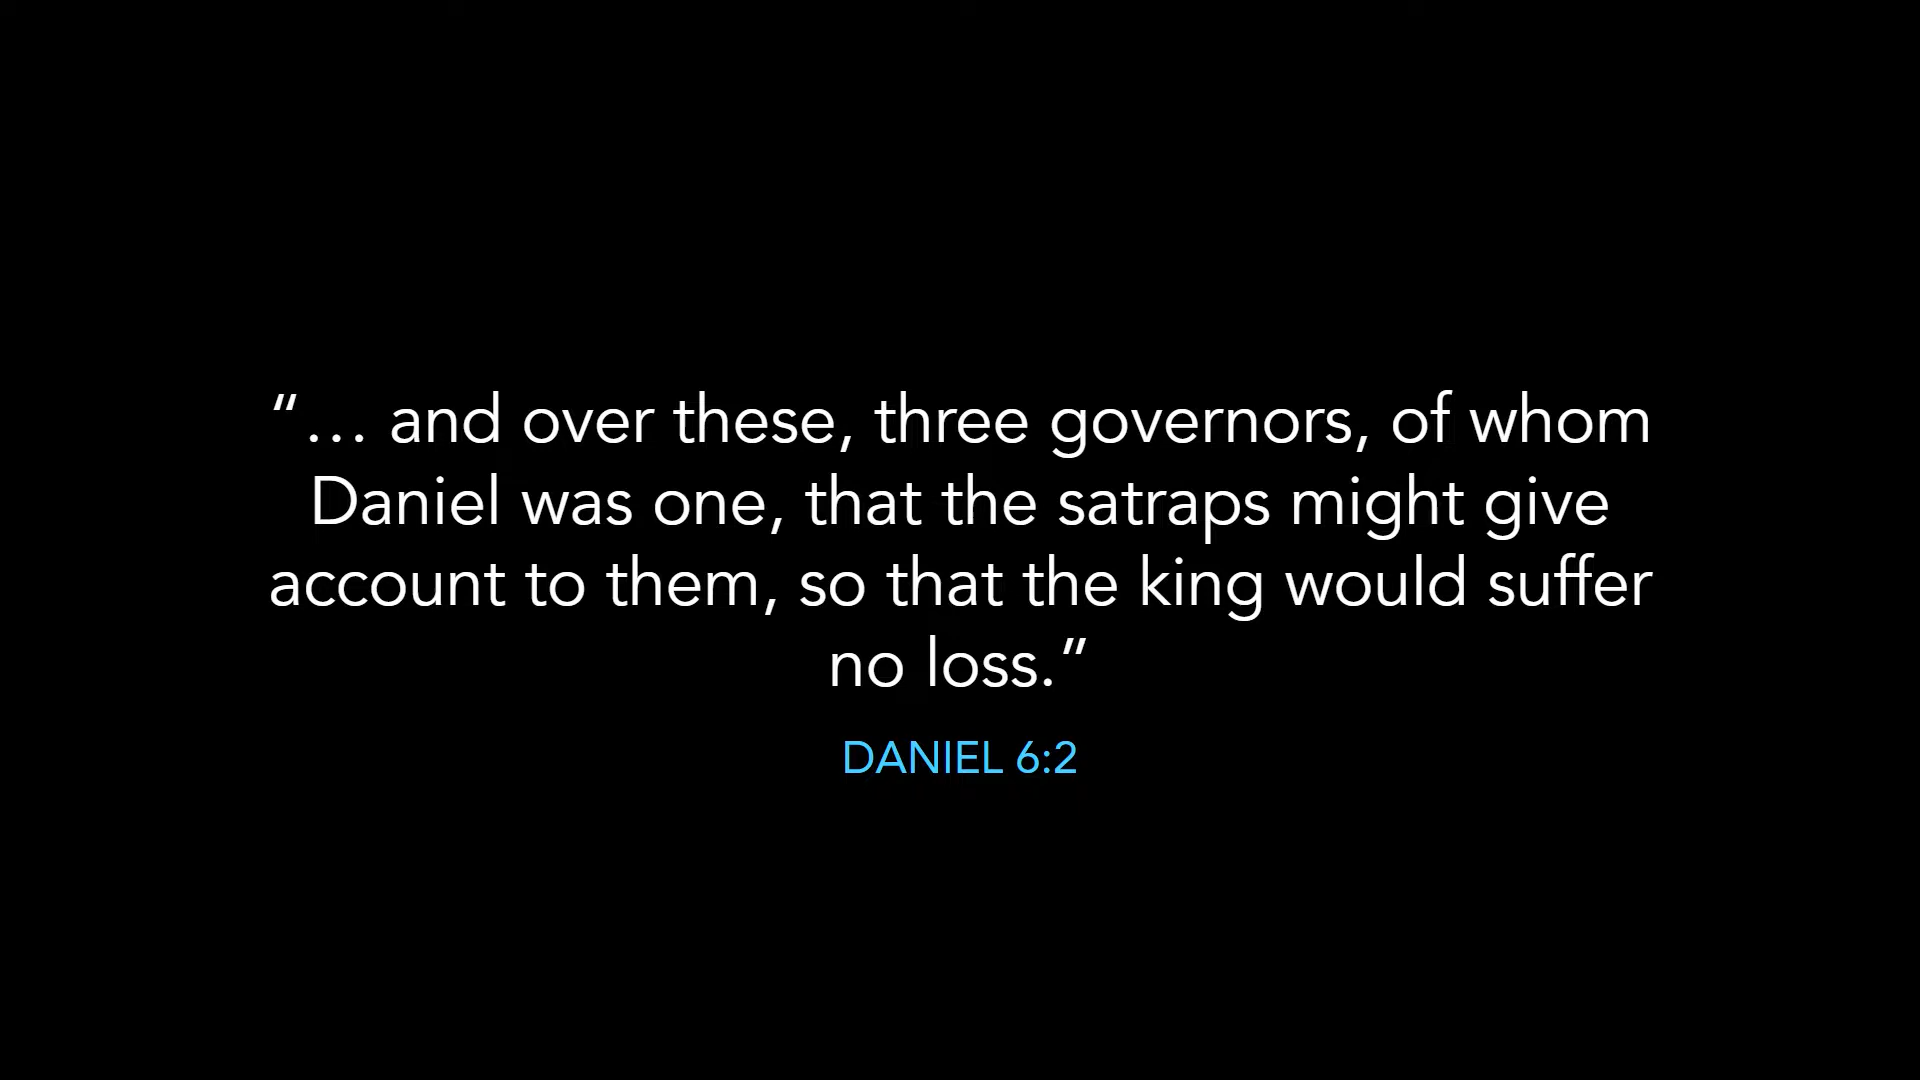 “… and over these, three governors, of whom
Daniel was one, that the satraps might give
account to them, so that the king would suffer
no loss.”
DANIEL 6:2